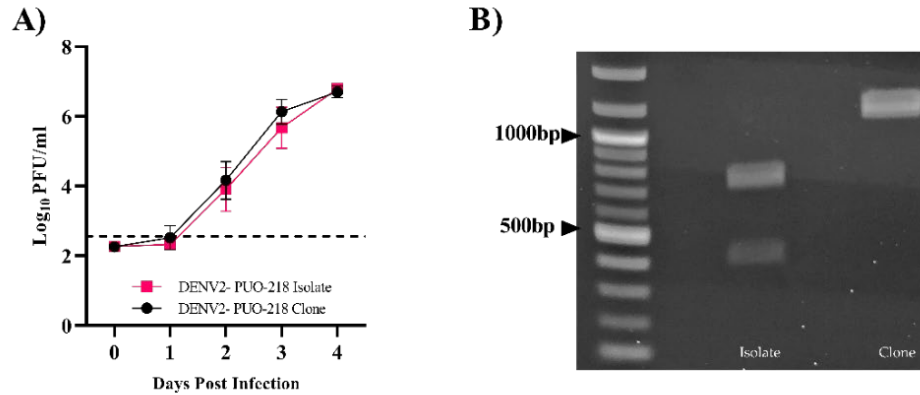 A)
8
6
4
2
0
Log10 PFU/ml
DENV2- PUO-218 Isolate
DENV2- PUO-218 Clone
0 1 2 3 4
Days Post Infection
B)
1000bp
500bp
Isolate Clone